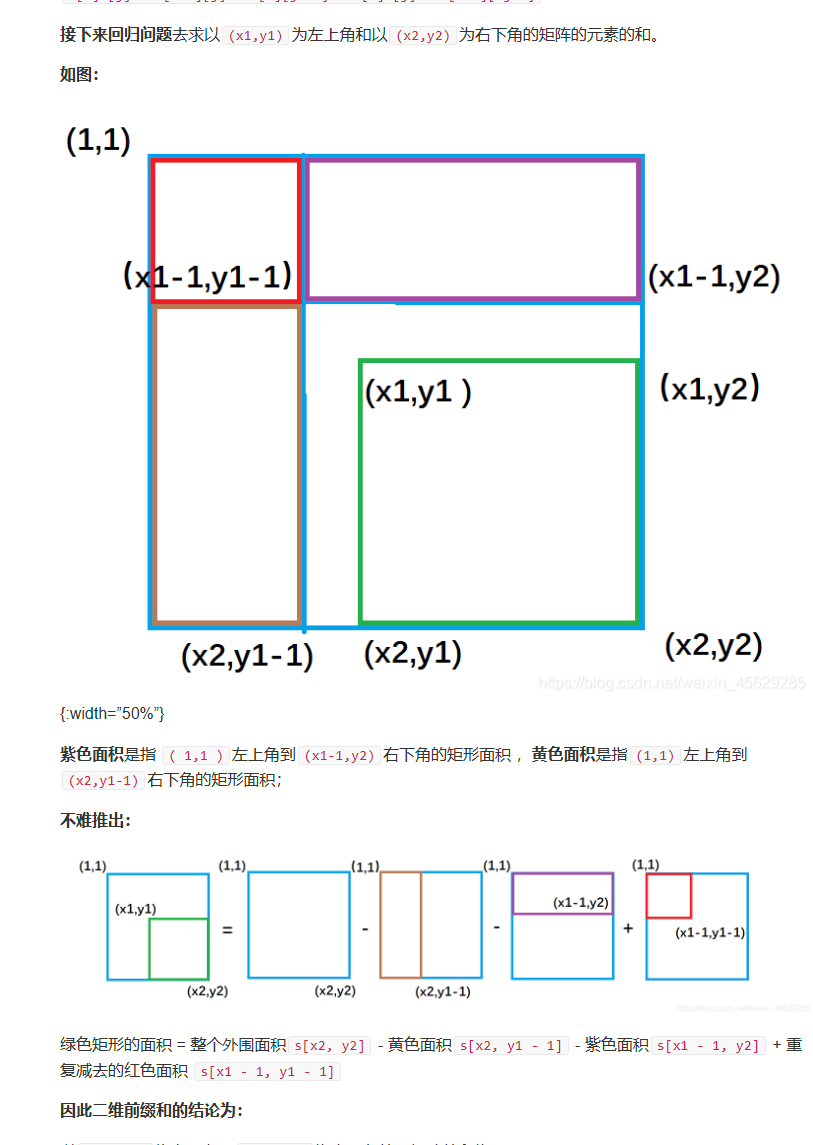 接下来回归问题去求以 (x1,y1) 为左上角和以 (x2,y2) 为右下角的矩阵的元素的和。
如图：
(1,1)
(x1-1,y1-1)
(x1-1,y2)
(x1,y1 )
(x1,y2)
(x2,y1-1)
(x2,y1)
(x2,y2)
https://blog.csdn.net/weixin_45629285
{:width=”50%”}
紫色面积是指 ( 1,1 ) 左上角到 (x1-1,y2) 右下角的矩形面积 ，黄色面积是指 (1,1) 左上角到
(x2,y1-1) 右下角的矩形面积；
不难推出：
(1,1) (1,1) (1,1) (1,1) (1,1)
(x1,y1) (x1-1,y2)
= - - +
(x1-1,y1-1)
(x2,y2) (x2,y2) (x2,y1-1)
https://blog.csdn.net/weixin_45629285
绿色矩形的面积 = 整个外围面积 s[x2, y2] - 黄色面积 s[x2, y1 - 1] - 紫色面积 s[x1 - 1, y2] + 重
复减去的红色面积 s[x1 - 1, y1 - 1]
因此二维前缀和的结论为：